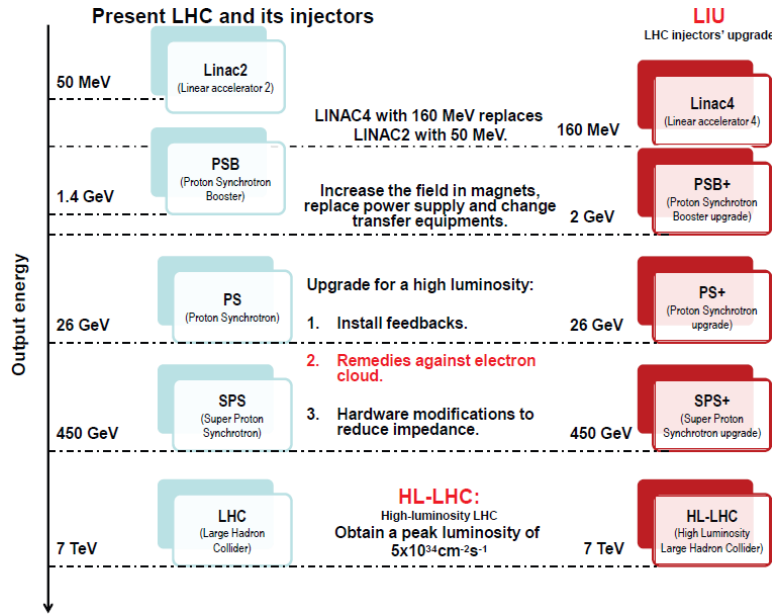 Present LHC and its injectors
LIU
LHC injectors' upgrade
Output energy
50 MeV
Linac2
(Linear accelerator 2)
LINAC4 with 160 MeV replaces
LINAC2 with 50 MeV.
160 MeV
Linac4
(Linear accelerator 4)
1.4 GeV
PSB
(Proton Synchrotron
Booster)
Increase the field in magnets,
replace power supply and change
transfer equipments.
2 GeV
PSB+
(Proton Synchrotron
Booster upgrade)
26 GeV
PS
(Proton Synchrotron)
Upgrade for a high luminosity:
1. Install feedbacks.
2. Remedies against electron
cloud.
3. Hardware modifications to
reduce impedance.
26 GeV
PS+
(Proton Synchrotron
upgrade)
450 GeV
SPS
(Super Proton
Synchrotron)
450 GeV
SPS+
(Super Proton
Synchrotron upgrade)
7 TeV
LHC
(Large Hadron
Collider)
HL-LHC:
High-luminosity LHC
Obtain a peak luminosity of
5x10³⁴cm⁻²s⁻¹
7 TeV
HL-LHC
(High Luminosity
Large Hadron Collider)